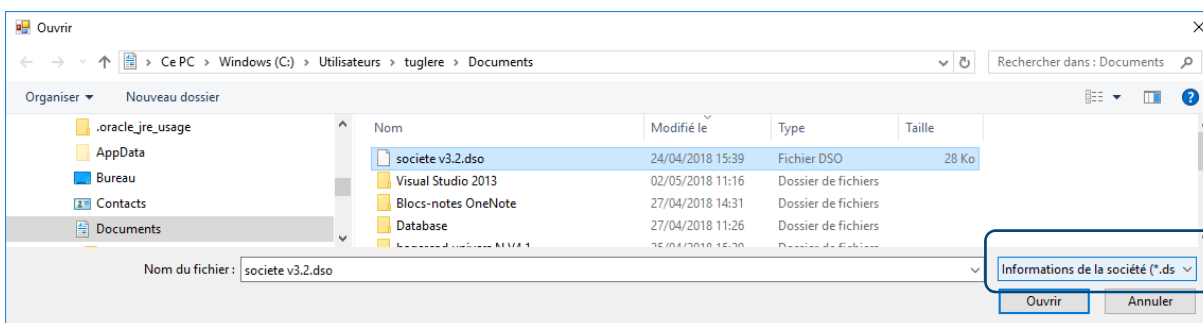 Ouvrir
Ce PC > Windows (C:) > Utilisateurs > tuglere > Documents
Rechercher dans : Documents
Organiser
Nouveau dossier
.oracle_jre_usage
AppData
Bureau
Contacts
Documents
Nom Modifié le Type Taille
societe v3.2.dso 24/04/2018 15:39 Fichier DSO 28 Ko
Visual Studio 2013 02/05/2018 11:16 Dossier de fichiers
Blocs-notes OneNote 27/04/2018 14:31 Dossier de fichiers
Database 27/04/2018 11:26 Dossier de fichiers
Nom du fichier : societe v3.2.dso
Informations de la société (*.ds
Ouvrir Annuler